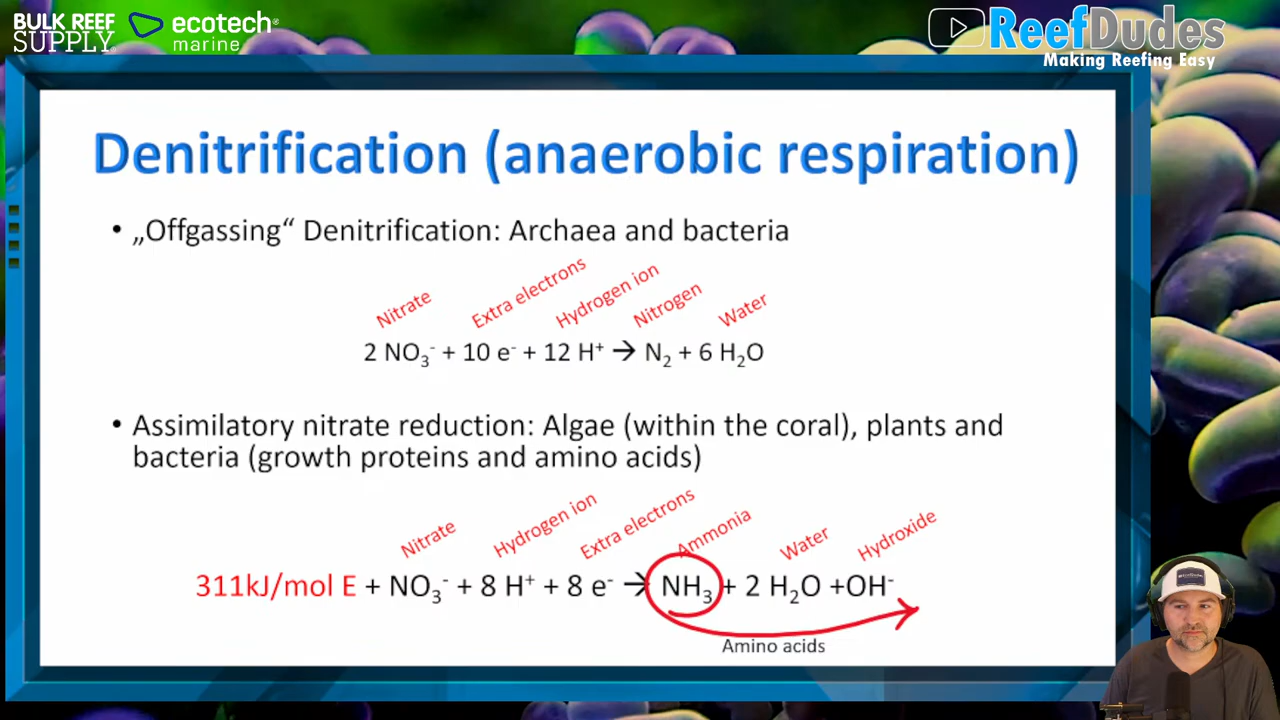 BULK REEF
SUPPLY
ecotech
marine
ReefDudes
Making Reefing Easy
Denitrification (anaerobic respiration)
• „Offgassing“ Denitrification: Archaea and bacteria
Nitrate Extra electrons Hydrogen ion Nitrogen Water
2 NO₃⁻ + 10 e⁻ + 12 H⁺ → N₂ + 6 H₂O
• Assimilatory nitrate reduction: Algae (within the coral), plants and
bacteria (growth proteins and amino acids)
Nitrate Hydrogen ion Extra electrons Ammonia Water Hydroxide
311kJ/mol E + NO₃⁻ + 8 H⁺ + 8 e⁻ → NH₃ + 2 H₂O +OH⁻
Amino acids